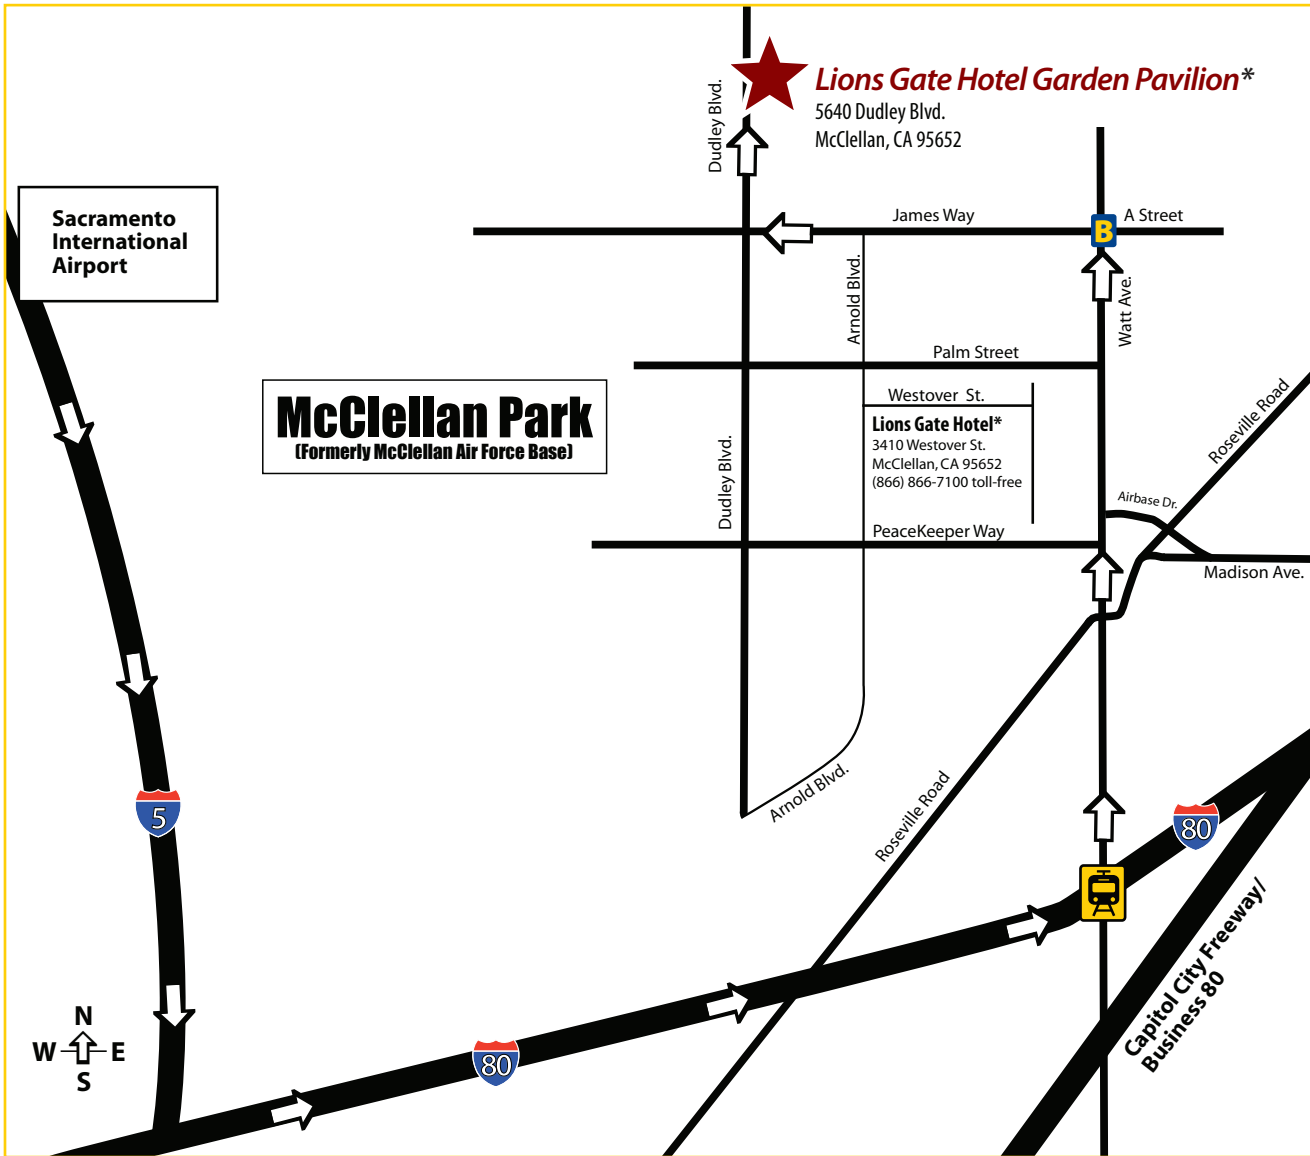 Lions Gate Hotel Garden Pavilion*
5640 Dudley Blvd.
McClellan, CA 95652
Dudley Blvd.
Sacramento
International
Airport
James Way
B
A Street
Arnold Blvd.
Watt Ave.
Palm Street
McClellan Park
(Formerly McClellan Air Force Base)
Westover St.
Lions Gate Hotel*
3410 Westover St.
McClellan, CA 95652
(866) 866-7100 toll-free
Roseville Road
Dudley Blvd.
Airbase Dr.
PeaceKeeper Way
Madison Ave.
Arnold Blvd.
Roseville Road
5
80
Capitol City Freeway/
Business 80
80
N
W E
S